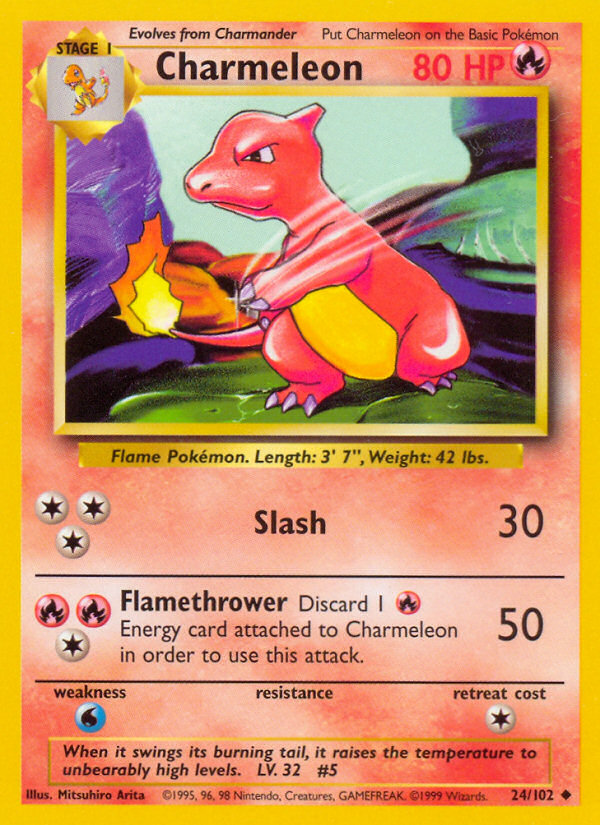 Evolves from Charmander Put Charmeleon on the Basic Pokémon
STAGE 1
Charmeleon 80 HP
Flame Pokémon. Length: 3' 7", Weight: 42 lbs.
Slash 30
Flamethrower Discard 1
Energy card attached to Charmeleon 50
in order to use this attack.
weakness resistance retreat cost
When it swings its burning tail, it raises the temperature to
unbearably high levels. LV. 32 #5
Illus. Mitsuhiro Arita ©1995, 96, 98 Nintendo, Creatures, GAMEFREAK. ©1999 Wizards. 24/102